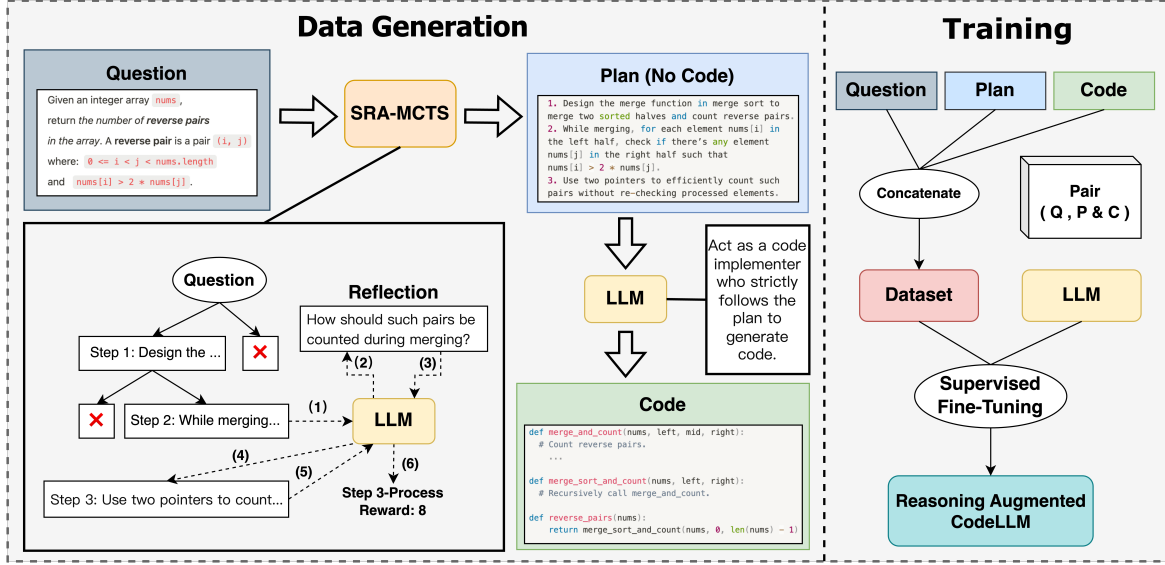 Data Generation
Question
Given an integer array nums ,
return the number of reverse pairs
in the array. A reverse pair is a pair (i, j)
where: 0 <= i < j < nums.length
and nums[i] > 2 * nums[j] .
SRA-MCTS
Plan (No Code)
1. Design the merge function in merge sort to
merge two sorted halves and count reverse pairs.
2. While merging, for each element nums[i] in
the left half, check if there's any element
nums[j] in the right half such that
nums[i] > 2 * nums[j].
3. Use two pointers to efficiently count such
pairs without re-checking processed elements.
Question
Step 1: Design the ...
Step 2: While merging...
Step 3: Use two pointers to count...
Reflection
How should such pairs be
counted during merging?
(1)
(2)
(3)
(4)
(5)
(6)
LLM
Step 3-Process
Reward: 8
LLM
Act as a code
implementer
who strictly
follows the
plan to
generate
code.
Code
def merge_and_count(nums, left, mid, right):
# Count reverse pairs.
...
def merge_sort_and_count(nums, left, right):
# Recursively call merge_and_count.
def reverse_pairs(nums):
return merge_sort_and_count(nums, 0, len(nums) - 1)
Training
Question
Plan
Code
Concatenate
Pair
( Q , P & C )
Dataset
LLM
Supervised
Fine-Tuning
Reasoning Augmented
CodeLLM